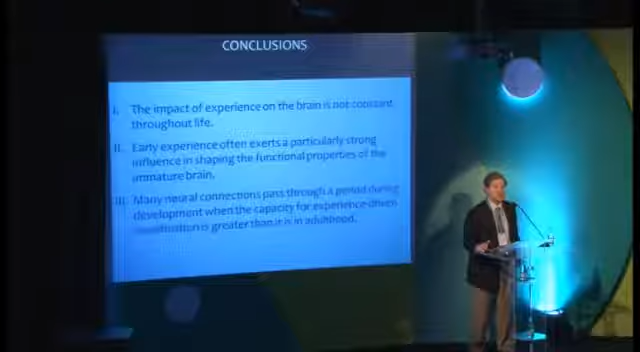 CONCLUSIONS
I. The impact of experience on the brain is not constant
throughout life.
II. Early experience often exerts a particularly strong
influence in shaping the functional properties of the
immature brain.
III. Many neural connections pass through a period during
development when the capacity for experience-driven
is greater than it is in adulthood.